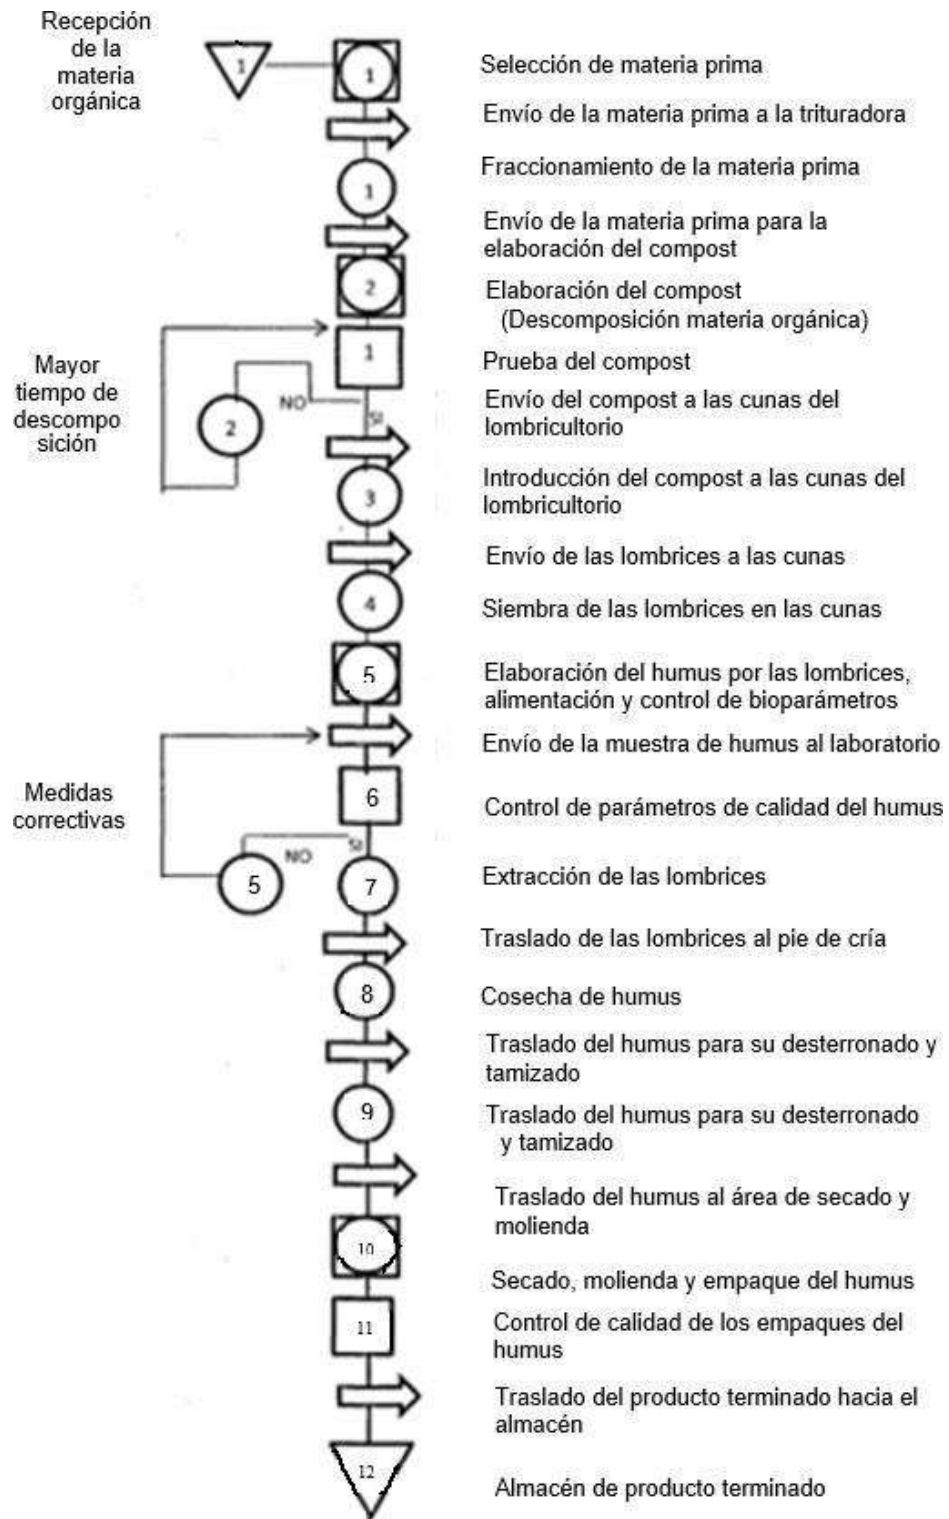 Recepción
de la
materia
orgánica
1
1
Selección de materia prima
Envío de la materia prima a la trituradora
1
Fraccionamiento de la materia prima
Envío de la materia prima para la
elaboración del compost
2
Elaboración del compost
(Descomposición materia orgánica)
1
Prueba del compost
Mayor
tiempo de
descompo
sición
2
NO
SI
Envío del compost a las cunas del
lombricultorio
3
Introducción del compost a las cunas del
lombricultorio
Envío de las lombrices a las cunas
4
Siembra de las lombrices en las cunas
5
Elaboración del humus por las lombrices,
alimentación y control de bioparámetros
Envío de la muestra de humus al laboratorio
Medidas
correctivas
6
Control de parámetros de calidad del humus
NO
SI
5
7
Extracción de las lombrices
Traslado de las lombrices al pie de cría
8
Cosecha de humus
Traslado del humus para su desterronado y
tamizado
9
Traslado del humus para su desterronado
y tamizado
Traslado del humus al área de secado y
molienda
10
Secado, molienda y empaque del humus
11
Control de calidad de los empaques del
humus
Traslado del producto terminado hacia el
almacén
12
Almacén de producto terminado